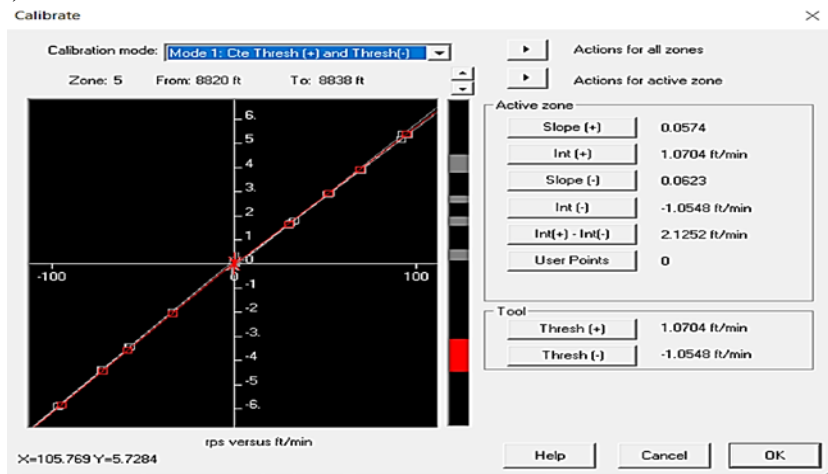 Calibrate
Calibration mode: Mode 1: Cte Thresh (+) and Thresh(-)
Zone: 5 From: 8820 ft To: 8838 ft
Actions for all zones
Actions for active zone
6.
5
4
3.
2
1
0
-100
0
100
-1
-2
-3.
-4
-5
-6.
rps versus ft/min
X=105.769 Y=5.7284
Active zone
Slope (+) 0.0574
Int (+) 1.0704 ft/min
Slope (-) 0.0623
Int (-) -1.0548 ft/min
Int(+) - Int(-) 2.1252 ft/min
User Points 0
Tool
Thresh (+) 1.0704 ft/min
Thresh (-) -1.0548 ft/min
Help Cancel OK